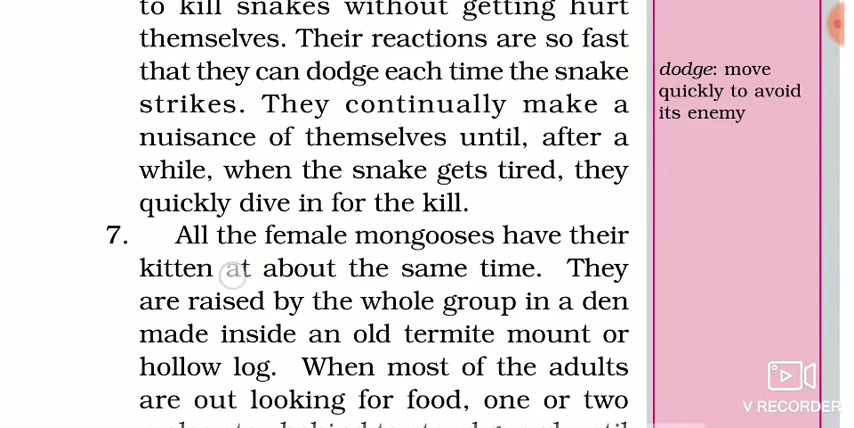 to kill snakes without getting hurt
themselves. Their reactions are so fast
that they can dodge each time the snake
strikes. They continually make a
nuisance of themselves until, after a
while, when the snake gets tired, they
quickly dive in for the kill.
7. All the female mongooses have their
kitten at about the same time. They
are raised by the whole group in a den
made inside an old termite mount or
hollow log. When most of the adults
are out looking for food, one or two
dodge: move
quickly to avoid
its enemy
V RECORDER